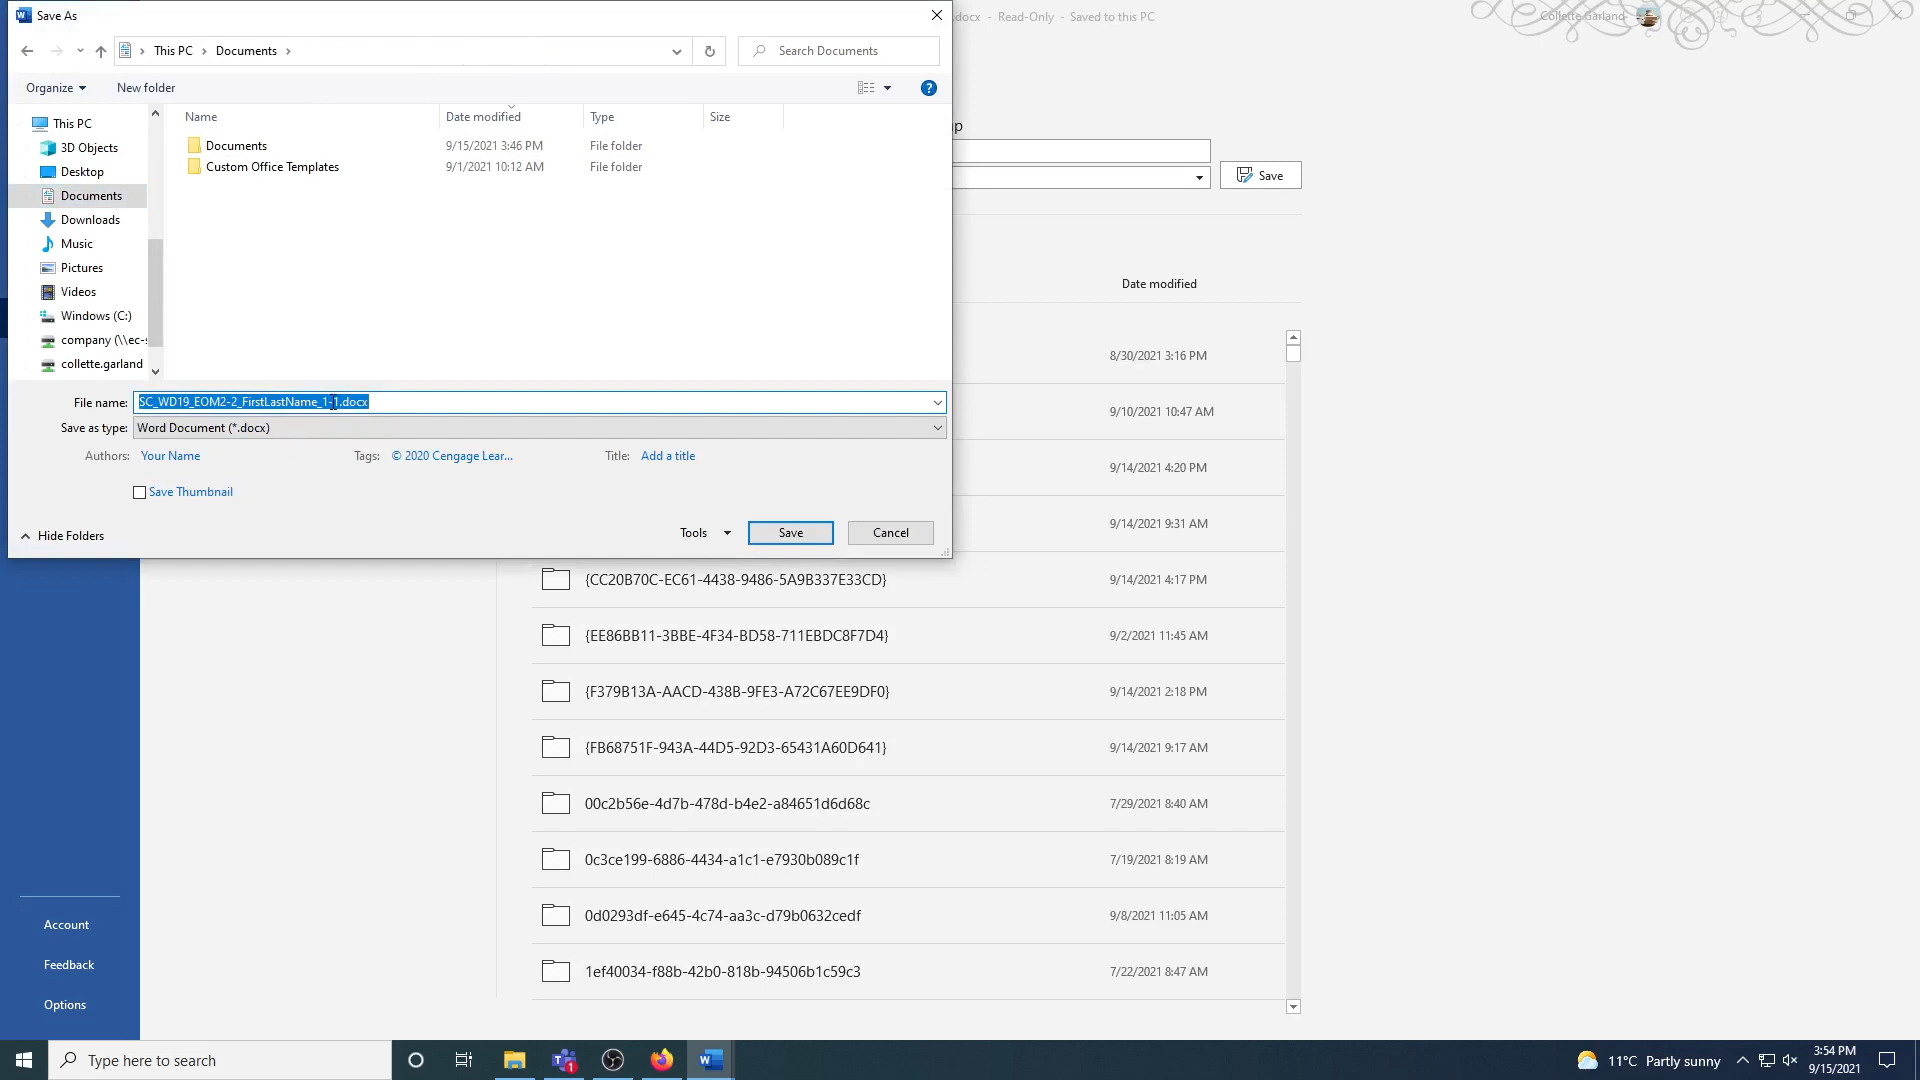 Save As
.docx - Read-Only - Saved to this PC
Collette Garland
This PC > Documents >
Search Documents
Organize
New folder
Name
Date modified
Type
Size
This PC
3D Objects
Desktop
Documents
Downloads
Music
Pictures
Videos
Windows (C:)
company (\\ec-s
collette.garland
Documents 9/15/2021 3:46 PM File folder
Custom Office Templates 9/1/2021 10:12 AM File folder
File name: SC_WD19_EOM2-2_FirstLastName_1-1.docx
Save as type: Word Document (*.docx)
Authors: Your Name
Tags: © 2020 Cengage Lear...
Title: Add a title
Save Thumbnail
Hide Folders
Tools
Save
Cancel
up
Save
Date modified
8/30/2021 3:16 PM
9/10/2021 10:47 AM
9/14/2021 4:20 PM
9/14/2021 9:31 AM
{CC20B70C-EC61-4438-9486-5A9B337E33CD} 9/14/2021 4:17 PM
{EE86BB11-3BBE-4F34-BD58-711EBDC8F7D4} 9/2/2021 11:45 AM
{F379B13A-AACD-438B-9FE3-A72C67EE9DF0} 9/14/2021 2:18 PM
{FB68751F-943A-44D5-92D3-65431A60D641} 9/14/2021 9:17 AM
00c2b56e-4d7b-478d-b4e2-a84651d6d68c 7/29/2021 8:40 AM
0c3ce199-6886-4434-a1c1-e7930b089c1f 7/19/2021 8:19 AM
0d0293df-e645-4c74-aa3c-d79b0632cedf 9/8/2021 11:05 AM
1ef40034-f88b-42b0-818b-94506b1c59c3 7/22/2021 8:47 AM
Account
Feedback
Options
Type here to search
11°C Partly sunny
3:54 PM
9/15/2021